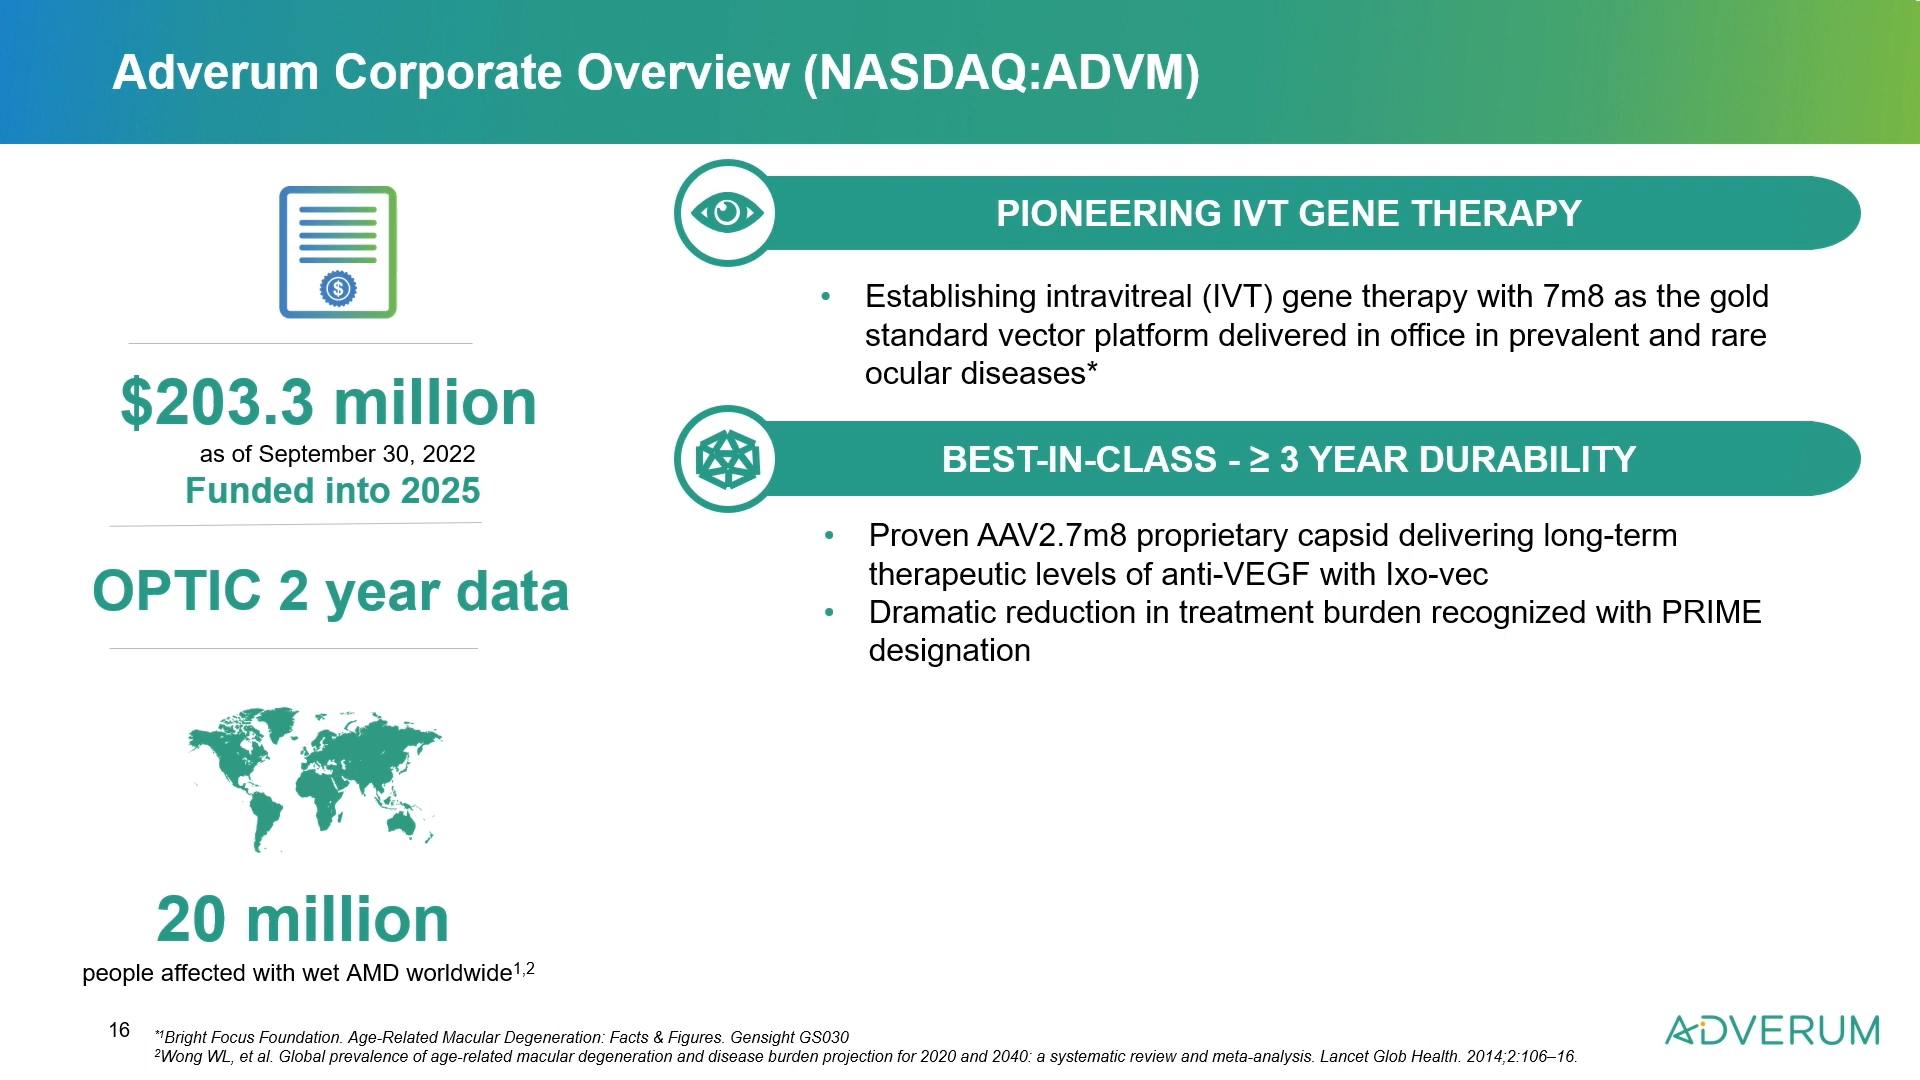 Adverum Corporate Overview (NASDAQ:ADVM)
$
$203.3 million
as of September 30, 2022
Funded into 2025
OPTIC 2 year data
20 million
people affected with wet AMD worldwide1,2
PIONEERING IVT GENE THERAPY
• Establishing intravitreal (IVT) gene therapy with 7m8 as the gold
standard vector platform delivered in office in prevalent and rare
ocular diseases*
BEST-IN-CLASS - ≥ 3 YEAR DURABILITY
• Proven AAV2.7m8 proprietary capsid delivering long-term
therapeutic levels of anti-VEGF with Ixo-vec
• Dramatic reduction in treatment burden recognized with PRIME
designation
16
*1Bright Focus Foundation. Age-Related Macular Degeneration: Facts & Figures. Gensight GS030
2Wong WL, et al. Global prevalence of age-related macular degeneration and disease burden projection for 2020 and 2040: a systematic review and meta-analysis. Lancet Glob Health. 2014;2:106–16.
ADVERUM